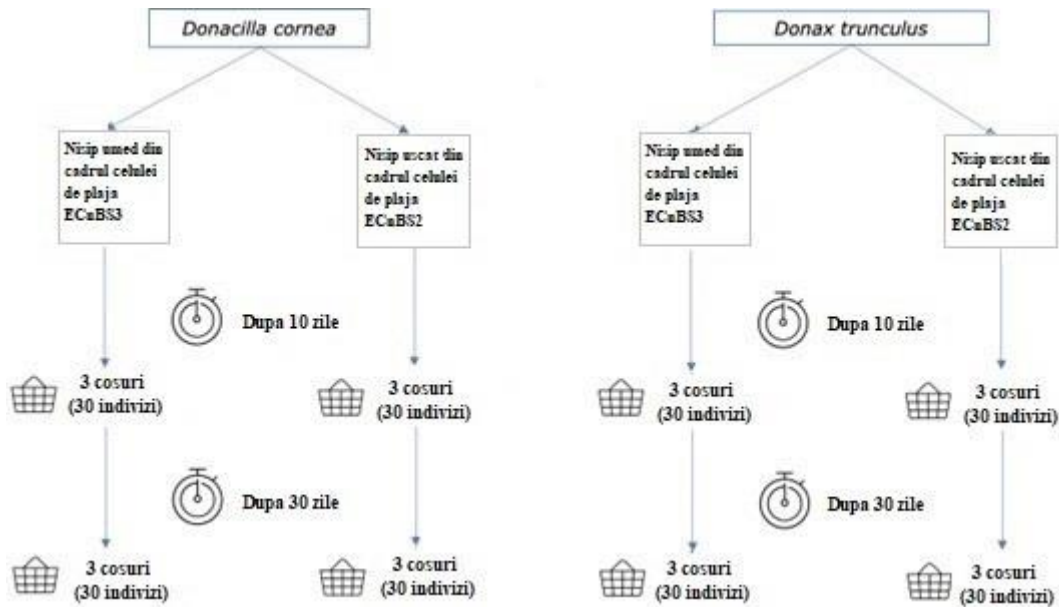 Donacilla cornea
Nisip umed din
cadrul celulei
de plaja
ECuBS3
Nisip uscat din
cadrul celulei
de plaja
ECuBS2
Dupa 10 zile
3 cosuri
(30 indivizi)
3 cosuri
(30 indivizi)
Dupa 30 zile
3 cosuri
(30 indivizi)
3 cosuri
(30 indivizi)
Donax trunculus
Nisip umed din
cadrul celulei
de plaja
ECuBS3
Nisip uscat din
cadrul celulei
de plaja
ECuBS2
Dupa 10 zile
3 cosuri
(30 indivizi)
3 cosuri
(30 indivizi)
Dupa 30 zile
3 cosuri
(30 indivizi)
3 cosuri
(30 indivizi)